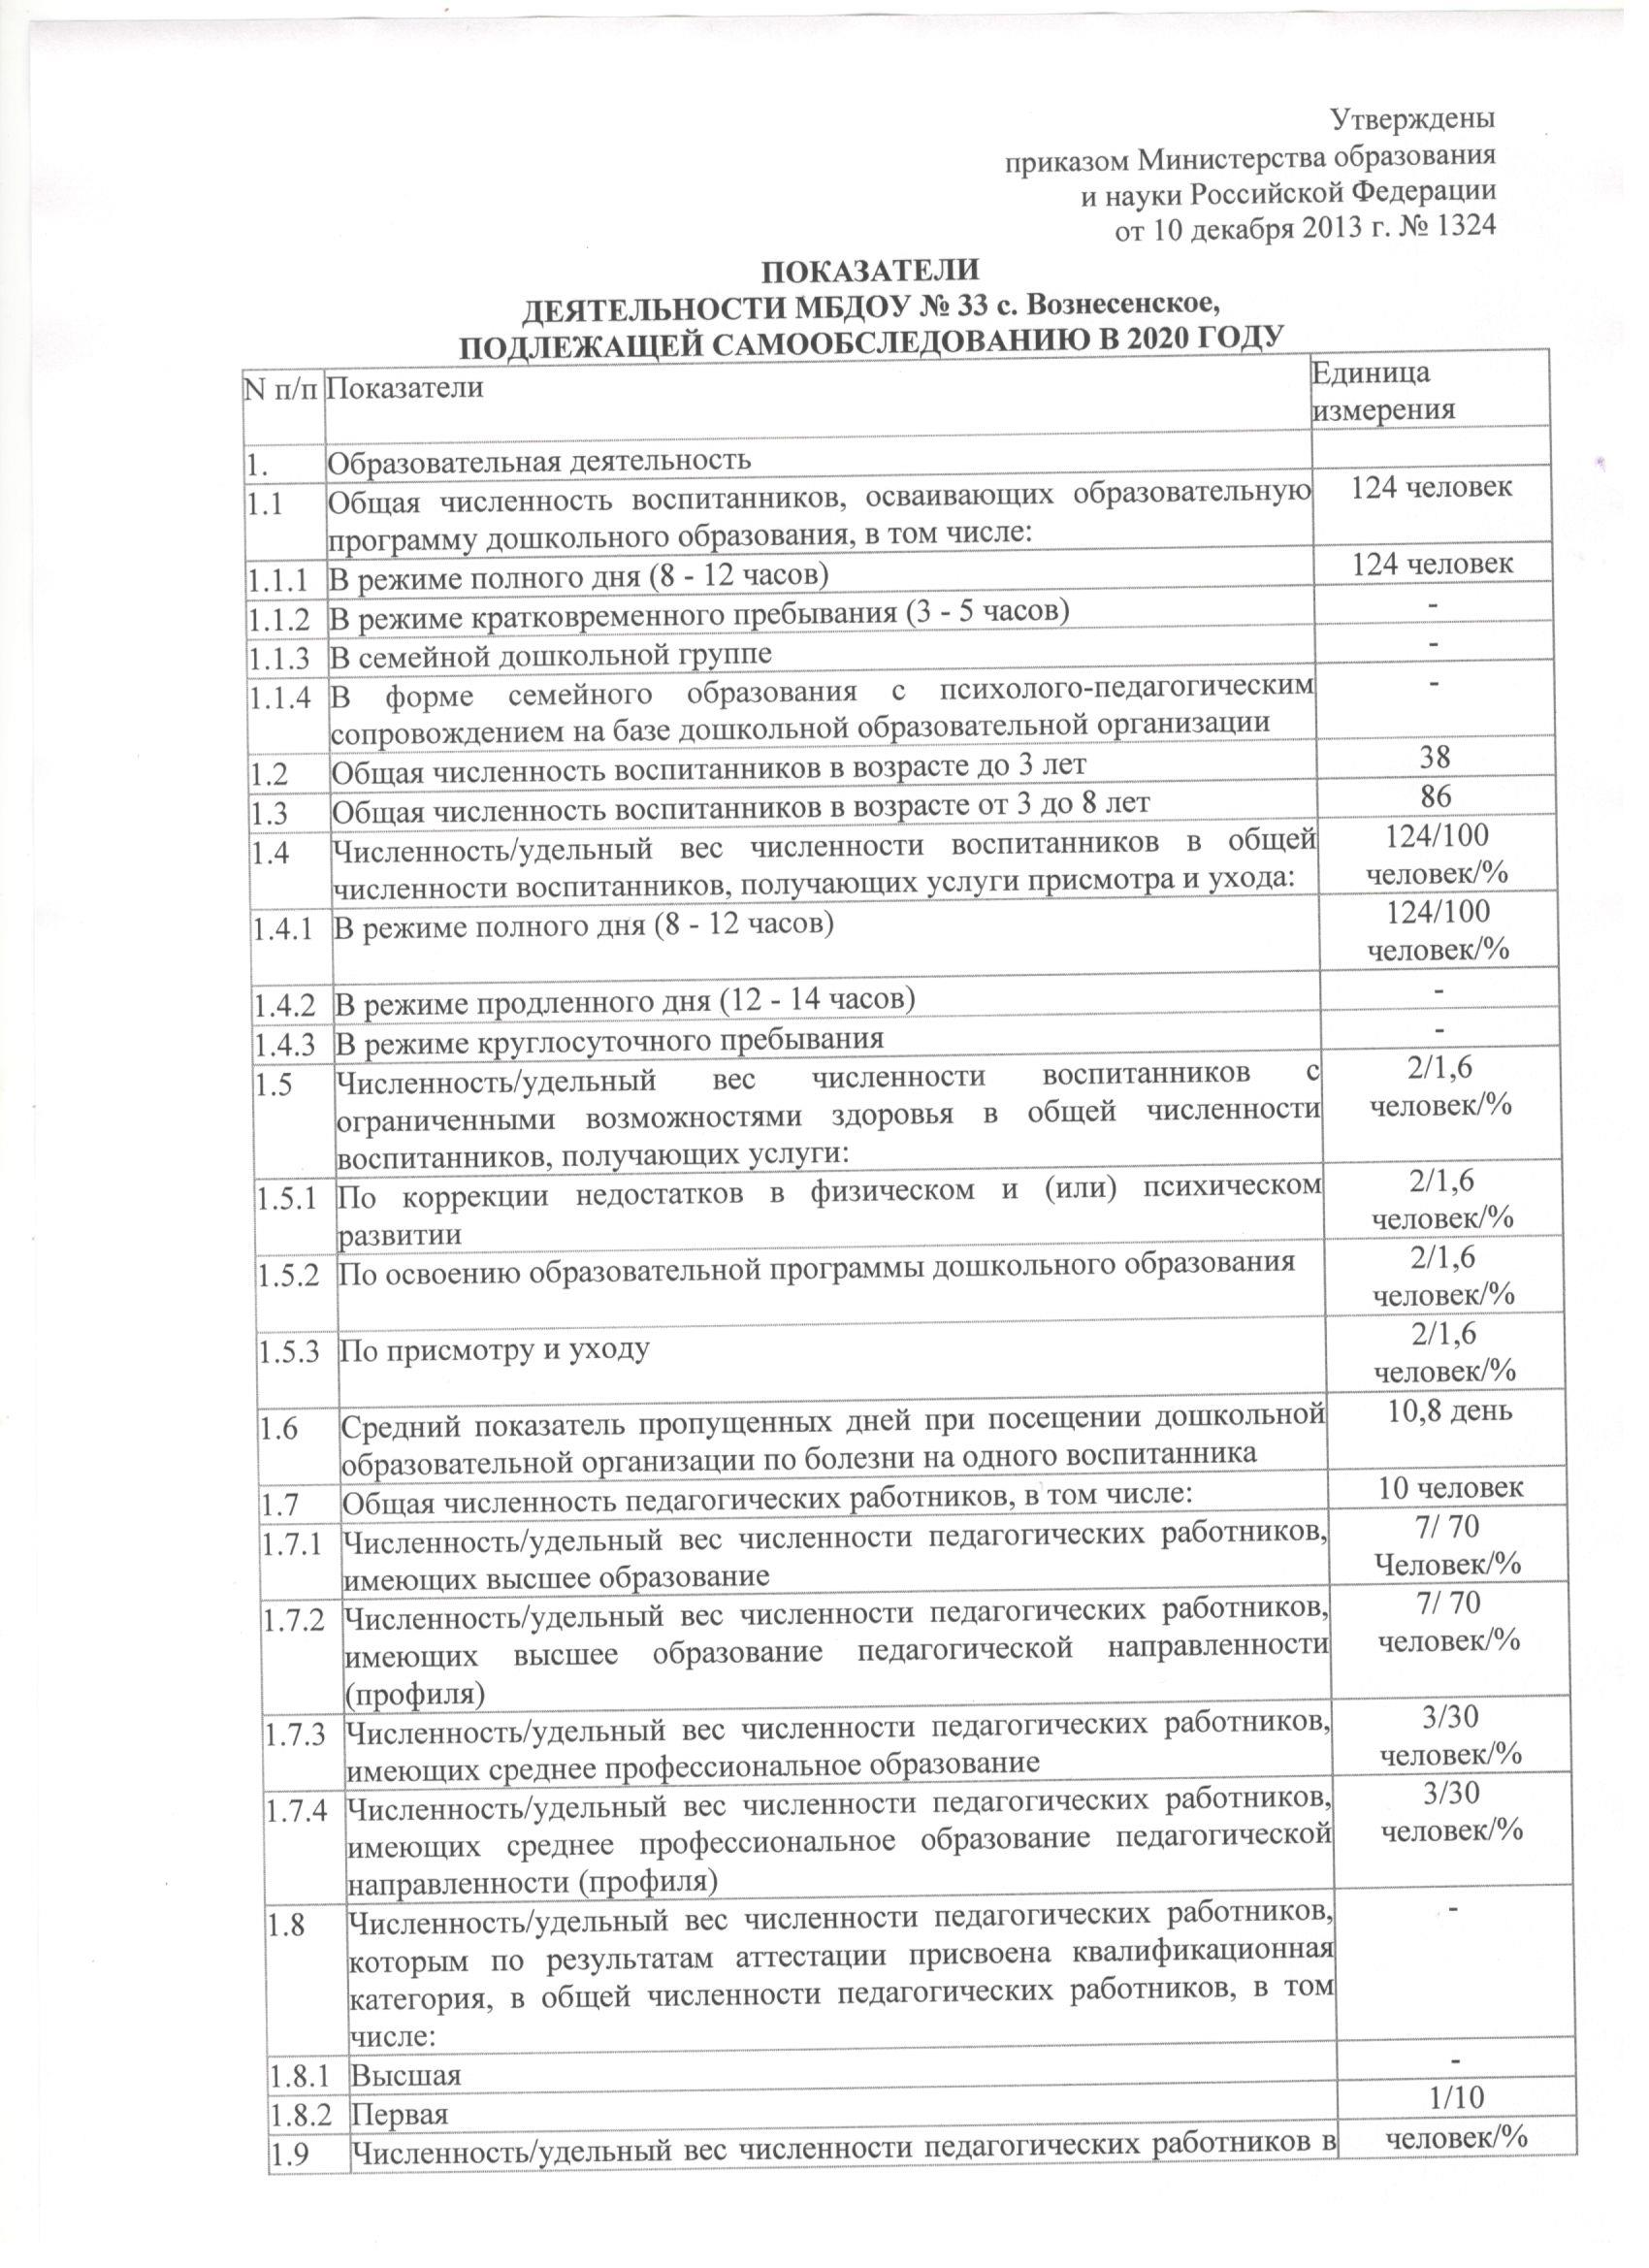 Утверждены
приказом Министерства образования
и науки Российской Федерации
от 10 декабря 2013 г. № 1324
ПОКАЗАТЕЛИ
ДЕЯТЕЛЬНОСТИ МБДОУ № 33 с. Вознесенское,
ПОДЛЕЖАЩЕЙ САМООБСЛЕДОВАНИЮ В 2020 ГОДУ
N п/п Показатели Единица
измерения
1. Образовательная деятельность
1.1 Общая численность воспитанников, осваивающих образовательную 124 человек
программу дошкольного образования, в том числе:
1.1.1 В режиме полного дня (8 - 12 часов) 124 человек
1.1.2 В режиме кратковременного пребывания (3 - 5 часов) -
1.1.3 В семейной дошкольной группе -
1.1.4 В форме семейного образования с психолого-педагогическим -
сопровождением на базе дошкольной образовательной организации
1.2 Общая численность воспитанников в возрасте до 3 лет 38
1.3 Общая численность воспитанников в возрасте от 3 до 8 лет 86
1.4 Численность/удельный вес численности воспитанников в общей 124/100
численности воспитанников, получающих услуги присмотра и ухода: человек/%
1.4.1 В режиме полного дня (8 - 12 часов) 124/100
человек/%
1.4.2 В режиме продленного дня (12 - 14 часов) -
1.4.3 В режиме круглосуточного пребывания -
1.5 Численность/удельный вес численности воспитанников с 2/1,6
ограниченными возможностями здоровья в общей численности человек/%
воспитанников, получающих услуги:
1.5.1 По коррекции недостатков в физическом и (или) психическом 2/1,6
развитии человек/%
1.5.2 По освоению образовательной программы дошкольного образования 2/1,6
человек/%
1.5.3 По присмотру и уходу 2/1,6
человек/%
1.6 Средний показатель пропущенных дней при посещении дошкольной 10,8 день
образовательной организации по болезни на одного воспитанника
1.7 Общая численность педагогических работников, в том числе: 10 человек
1.7.1 Численность/удельный вес численности педагогических работников, 7/ 70
имеющих высшее образование Человек/%
1.7.2 Численность/удельный вес численности педагогических работников, 7/ 70
имеющих высшее образование педагогической направленности человек/%
(профиля)
1.7.3 Численность/удельный вес численности педагогических работников, 3/30
имеющих среднее профессиональное образование человек/%
1.7.4 Численность/удельный вес численности педагогических работников, 3/30
имеющих среднее профессиональное образование педагогической человек/%
направленности (профиля)
1.8 Численность/удельный вес численности педагогических работников, -
которым по результатам аттестации присвоена квалификационная
категория, в общей численности педагогических работников, в том
числе:
1.8.1 Высшая -
1.8.2 Первая 1/10
1.9 Численность/удельный вес численности педагогических работников в человек/%